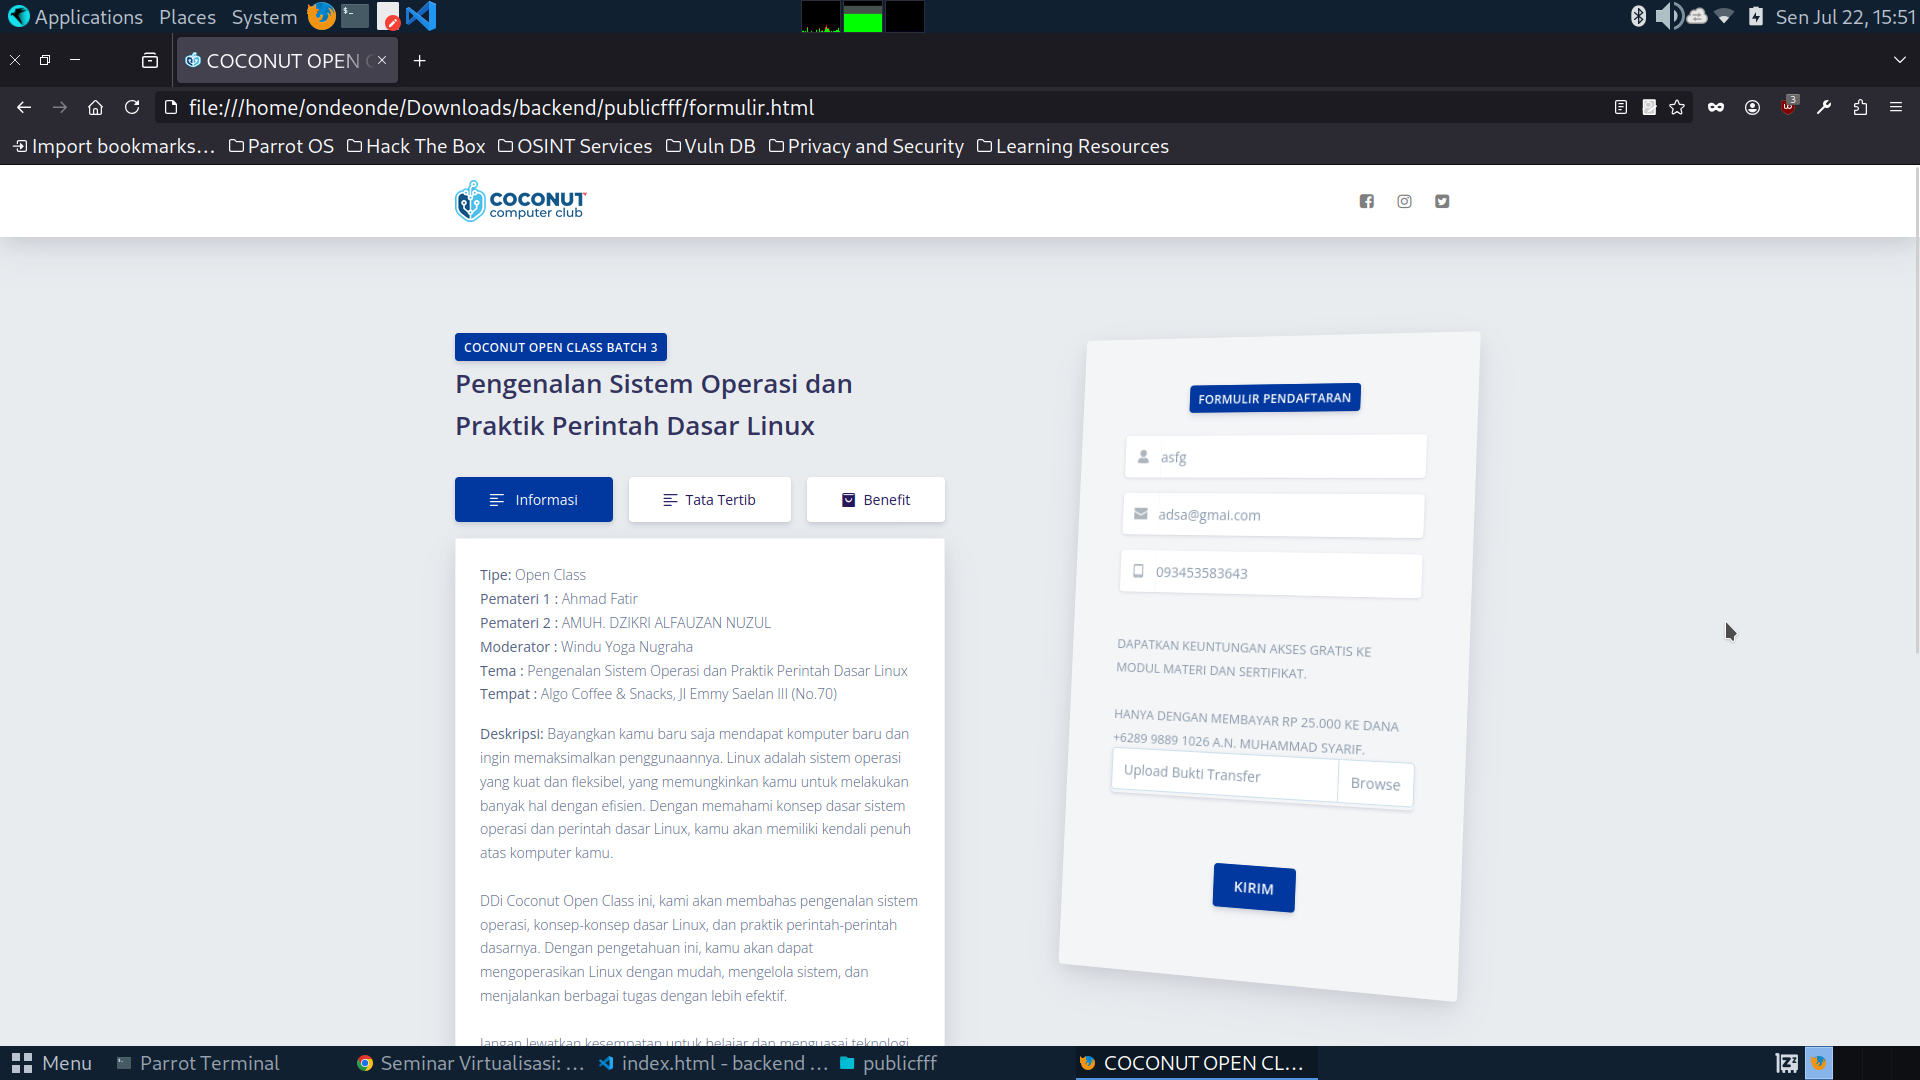 Applications Places System Sen Jul 22, 15:51
COCONUT OPEN C
file:///home/ondeonde/Downloads/backend/publicfff/formulir.html 3
Import bookmarks... Parrot OS Hack The Box OSINT Services Vuln DB Privacy and Security Learning Resources
COCONUT
computer club
COCONUT OPEN CLASS BATCH 3
Pengenalan Sistem Operasi dan
Praktik Perintah Dasar Linux
Informasi Tata Tertib Benefit
Tipe: Open Class
Pemateri 1 : Ahmad Fatir
Pemateri 2 : AMUH. DZIKRI ALFAUZAN NUZUL
Moderator : Windu Yoga Nugraha
Tema : Pengenalan Sistem Operasi dan Praktik Perintah Dasar Linux
Tempat : Algo Coffee & Snacks, Jl Emmy Saelan III (No.70)
Deskripsi: Bayangkan kamu baru saja mendapat komputer baru dan
ingin memaksimalkan penggunaannya. Linux adalah sistem operasi
yang kuat dan fleksibel, yang memungkinkan kamu untuk melakukan
banyak hal dengan efisien. Dengan memahami konsep dasar sistem
operasi dan perintah dasar Linux, kamu akan memiliki kendali penuh
atas komputer kamu.
DDi Coconut Open Class ini, kami akan membahas pengenalan sistem
operasi, konsep-konsep dasar Linux, dan praktik perintah-perintah
dasarnya. Dengan pengetahuan ini, kamu akan dapat
mengoperasikan Linux dengan mudah, mengelola sistem, dan
menjalankan berbagai tugas dengan lebih efektif.
Jangan lewatkan kesempatan untuk belajar dan menguasai teknologi
FORMULIR PENDAFTARAN
asfg
adsa@gmai.com
093453583643
DAPATKAN KEUNTUNGAN AKSES GRATIS KE
MODUL MATERI DAN SERTIFIKAT.
HANYA DENGAN MEMBAYAR RP 25.000 KE DANA
+6289 9889 1026 A.N. MUHAMMAD SYARIF.
Upload Bukti Transfer Browse
KIRIM
Menu Parrot Terminal Seminar Virtualisasi: ... index.html - backend ... publicfff COCONUT OPEN CL...